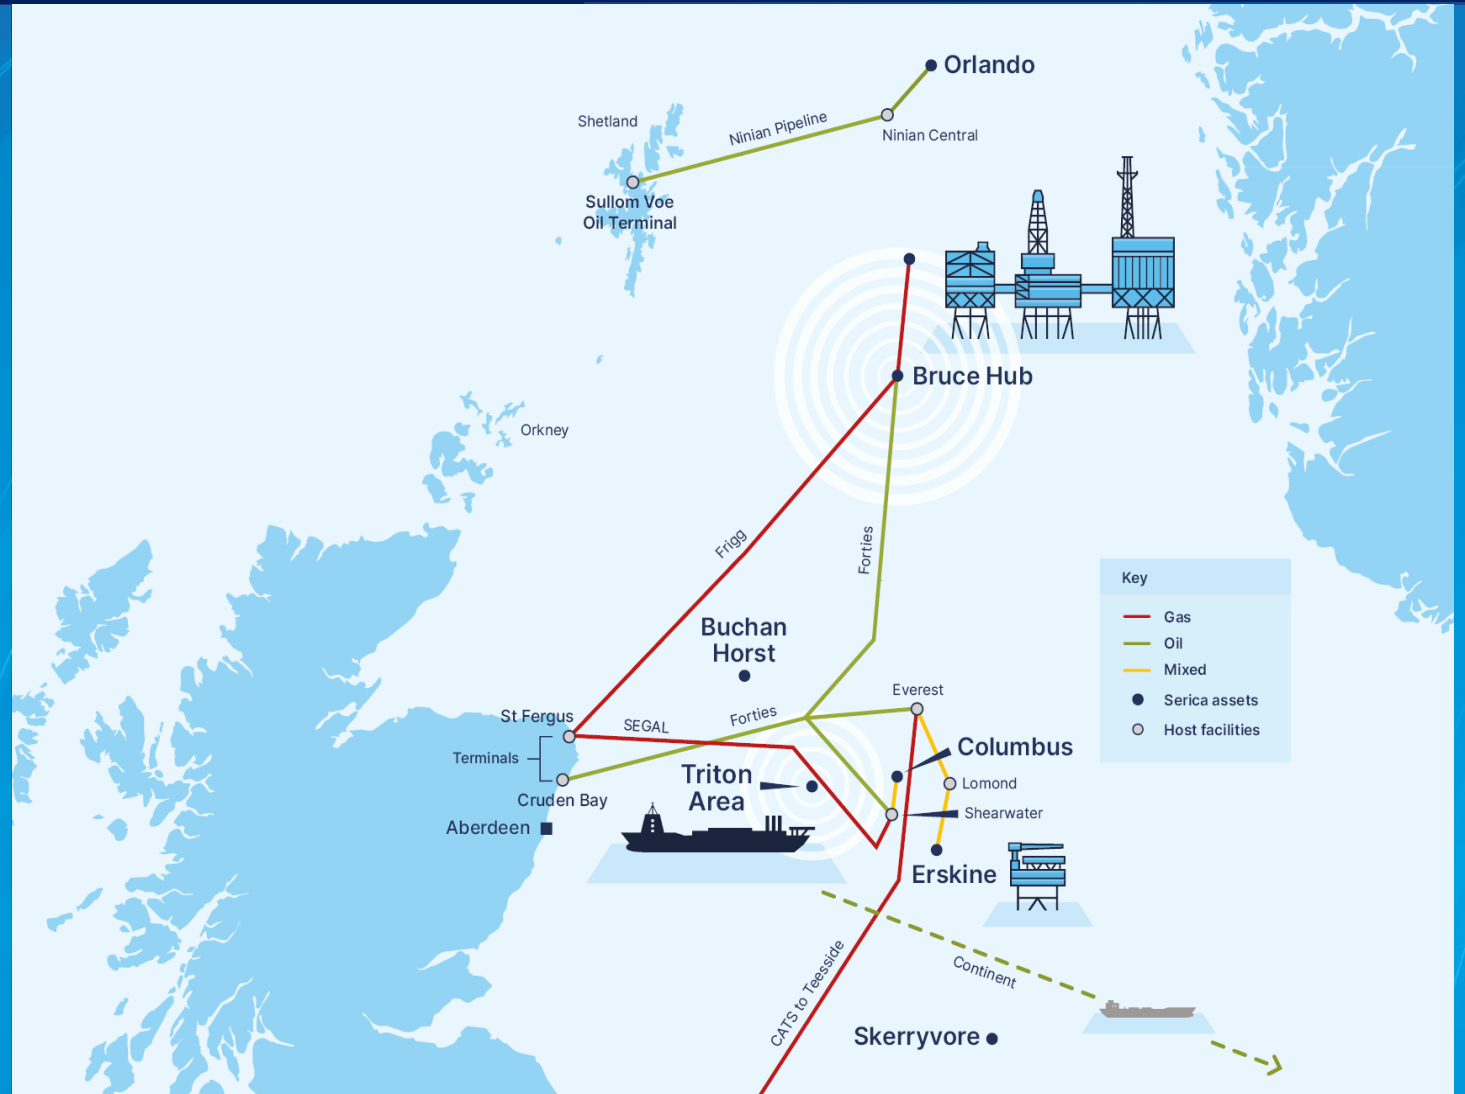 Orlando
Shetland
Ninian Pipeline
Ninian Central
Sullom Voe
Oil Terminal
Bruce Hub
Orkney
Frigg
Forties
Key
Gas
Oil
Mixed
Serica assets
Host facilities
Buchan
Horst
Everest
St Fergus
SEGAL
Forties
Terminals
Columbus
Triton
Area
Lomond
Cruden Bay
Shearwater
Aberdeen
Erskine
Continent
CATS to Teesside
Skerryvore